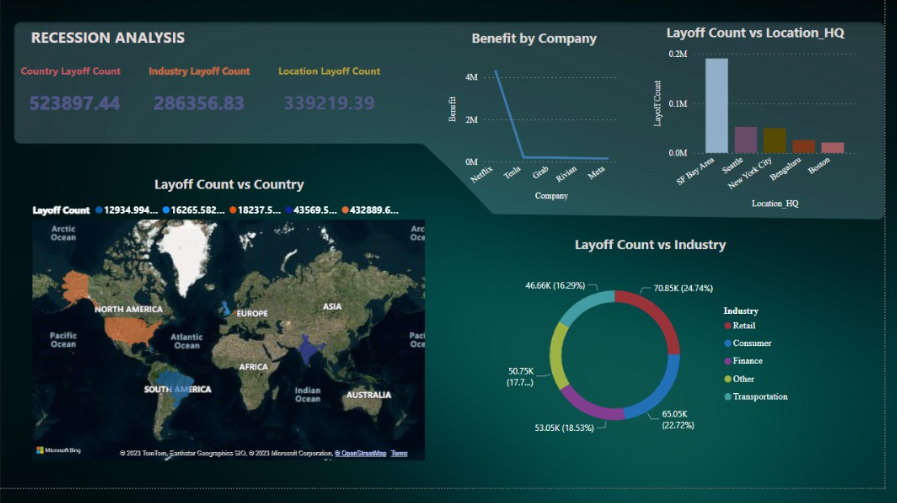 RECESSION ANALYSIS
Country Layoff Count
Industry Layoff Count
Location Layoff Count
523897.44
286356.83
339219.39
Benefit by Company
Benefit
4M
2M
0M
Netflix
Tesla
Grab
Rivian
Meta
Company
Layoff Count vs Location_HQ
Layoff Count
0.2M
0.1M
0.0M
SF Bay Area
Seattle
New York City
Bengaluru
Boston
Location_HQ
Layoff Count vs Country
Layoff Count 12934.994... 16265.582... 18237.5... 43569.5... 432889.6...
Arctic
Ocean
Arc
Oce
NORTH AMERICA
EUROPE
ASIA
Pacific
Ocean
Atlantic
Ocean
Pac
Oc
AFRICA
SOUTH AMERICA
Indian
Ocean
AUSTRALIA
Microsoft Bing
© 2023 TomTom, Earthstar Geographics SIO, © 2023 Microsoft Corporation, © OpenStreetMap Terms
Layoff Count vs Industry
46.66K (16.29%)
70.85K (24.74%)
50.75K
(17.7...)
53.05K (18.53%)
65.05K
(22.72%)
Industry
Retail
Consumer
Finance
Other
Transportation